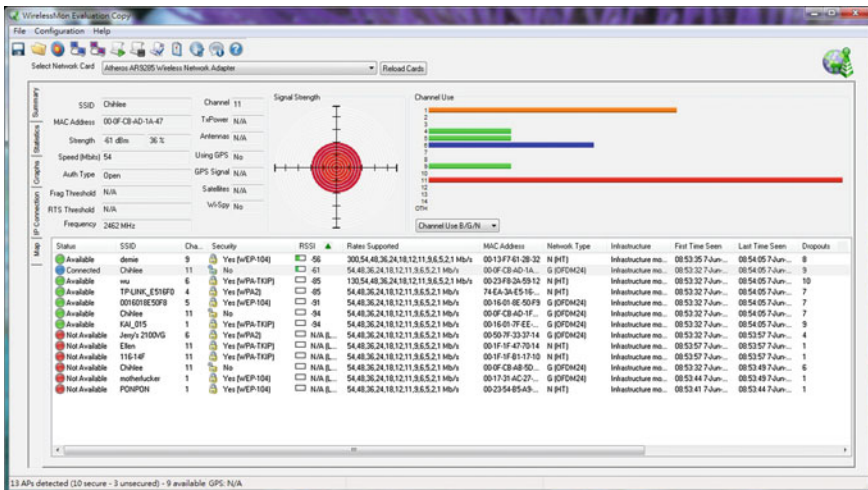 WirelessMon Evaluation Copy
File Configuration Help
Select Network Card Atheros AR9285 Wireless Network Adapter Reload Cards
Summary
Statistics
Graphs
IP Connection
Map
SSID Chihlee
MAC Address 00-0F-CB-AD-1A-47
Strength -61 dBm 36 %
Speed (Mbits) 54
Auth Type Open
Frag Threshold N/A
RTS Threshold N/A
Frequency 2462 MHz
Channel 11
TxPower N/A
Antennas N/A
Using GPS No
GPS Signal N/A
Satellites N/A
Wi-Spy No
Signal Strength
Channel Use
1
2
3
4
5
6
7
8
9
10
11
12
13
14
OTH
Channel Use B/G/N
Status SSID Cha... Security RSSI Rates Supported MAC Address Network Type Infrastructure First Time Seen Last Time Seen Dropouts
Available denie 9 Yes (WEP-104) -56 300,54,48,36,24,18,12,11,9,6,5,2,1 Mb/s 00-13-F7-61-28-32 N (HT) Infrastructure mo... 08:53:35 7-Jun-... 08:54:05 7-Jun-... 8
Connected Chihlee 11 No -61 54,48,36,24,18,12,11,9,6,5,2,1 Mb/s 00-0F-CB-AD-1A-... G (OFDM24) Infrastructure mo... 08:53:32 7-Jun-... 08:54:07 7-Jun-... 9
Available wu 6 Yes (WPA-TKIP) -85 130,54,48,36,24,18,12,11,9,6,5,2,1 Mb/s 00-23-F8-2A-59-12 N (HT) Infrastructure mo... 08:53:32 7-Jun-... 08:54:07 7-Jun-... 10
Available TP-LINK_E516F0 4 Yes (WPA2) -85 54,48,36,24,18,12,11,9,6,5,2,1 Mb/s 74-EA-3A-E5-16-... N (HT) Infrastructure mo... 08:53:32 7-Jun-... 08:54:05 7-Jun-... 7
Available 0016018E50F8 5 Yes (WEP-104) -91 54,48,36,24,18,12,11,9,6,5,2,1 Mb/s 00-16-01-8E-50-F9 G (OFDM24) Infrastructure mo... 08:53:32 7-Jun-... 08:54:05 7-Jun-... 7
Available Chihlee 11 No -94 54,48,36,24,18,12,11,9,6,5,2,1 Mb/s 00-0F-CB-AD-1F-... G (OFDM24) Infrastructure mo... 08:53:32 7-Jun-... 08:54:07 7-Jun-... 7
Available KAI_015 1 Yes (WPA-TKIP) -94 54,48,36,24,18,12,11,9,6,5,2,1 Mb/s 00-16-01-7F-EE-... G (OFDM24) Infrastructure mo... 08:53:32 7-Jun-... 08:54:05 7-Jun-... 9
Not Available Jerry's 2100VG 6 Yes (WPA2) N/A (L... 54,48,36,24,18,12,11,9,6,5,2,1 Mb/s 00-50-7F-33-37-14 G (OFDM24) Infrastructure mo... 08:53:32 7-Jun-... 08:53:57 7-Jun-... 4
Not Available Ellen 11 Yes (WPA-TKIP) N/A (L... 54,48,36,24,18,12,11,9,6,5,2,1 Mb/s 00-1F-1F-47-70-14 N (HT) Infrastructure mo... 08:53:57 7-Jun-... 08:53:57 7-Jun-... 1
Not Available 116-14F 11 Yes (WPA-TKIP) N/A (L... 54,48,36,24,18,12,11,9,6,5,2,1 Mb/s 00-1F-1F-B1-17-10 N (HT) Infrastructure mo... 08:53:57 7-Jun-... 08:53:57 7-Jun-... 1
Not Available Chihlee 11 No N/A (L... 54,48,36,24,18,12,11,9,6,5,2,1 Mb/s 00-0F-CB-AB-5D-... G (OFDM24) Infrastructure mo... 08:53:32 7-Jun-... 08:53:49 7-Jun-... 6
Not Available motherlucker 1 Yes (WEP-104) N/A (L... 54,48,36,24,18,12,11,9,6,5,2,1 Mb/s 00-17-31-AC-27-... G (OFDM24) Infrastructure mo... 08:53:44 7-Jun-... 08:53:49 7-Jun-... 1
Not Available PONPON 1 Yes (WEP-104) N/A (L... 54,48,36,24,18,12,11,9,6,5,2,1 Mb/s 00-23-54-B5-A9-... N (HT) Infrastructure mo... 08:53:41 7-Jun-... 08:53:44 7-Jun-... 1
13 APs detected (10 secure - 3 unsecured) - 9 available GPS: N/A